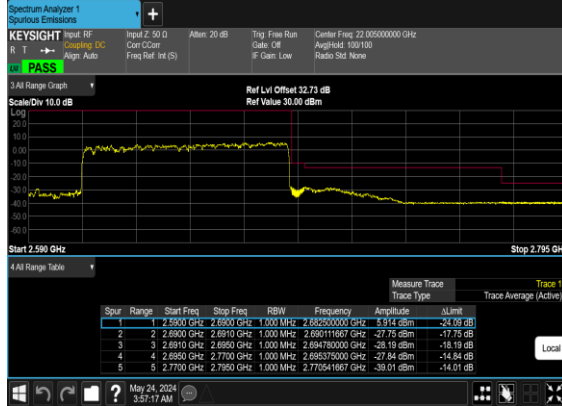 Spectrum Analyzer 1
Spurious Emissions
+
KEYSIGHT Input: RF Input Z: 50 Ω Atten: 20 dB Trig: Free Run Center Freq: 22.005000000 GHz
R T Coupling: DC Corr CCorr Gate: Off Avg|Hold: 100/100
Align: Auto Freq Ref: Int (S) IF Gain: Low Radio Std: None
PASS
3 All Range Graph Ref Lvl Offset 32.73 dB
Scale/Div 10.0 dB Ref Value 30.00 dBm
Log
20.0
10.0
0.00
-10.0
-20.0
-30.0
-40.0
-50.0
-60.0
Start 2.590 GHz Stop 2.795 GH
4 All Range Table
Measure Trace Trace 1
Trace Type Trace Average (Active)
Spur Range Start Freq Stop Freq RBW Frequency Amplitude ΔLimit
1 1 2.5900 GHz 2.6900 GHz 1.000 MHz 2.682500000 GHz 5.914 dBm -24.09 dB
2 2 2.6900 GHz 2.6910 GHz 1.000 MHz 2.690111667 GHz -27.75 dBm -17.75 dB
3 3 2.6910 GHz 2.6950 GHz 1.000 MHz 2.694780000 GHz -28.19 dBm -18.19 dB
4 4 2.6950 GHz 2.7700 GHz 1.000 MHz 2.695375000 GHz -27.84 dBm -14.84 dB
5 5 2.7700 GHz 2.7950 GHz 1.000 MHz 2.770541667 GHz -39.01 dBm -14.01 dB
Local
? May 24, 2024
3:57:17 AM